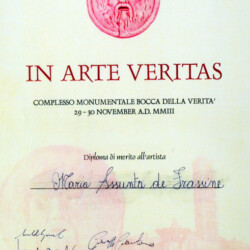 IN ARTE VERITAS
COMPLESSO MONUMENTALE BOCCA DELLA VERITA'
29-30 NOVEMBER A.D. MMIII
Diploma di merito all'artista
Maria Assunta de Frasine